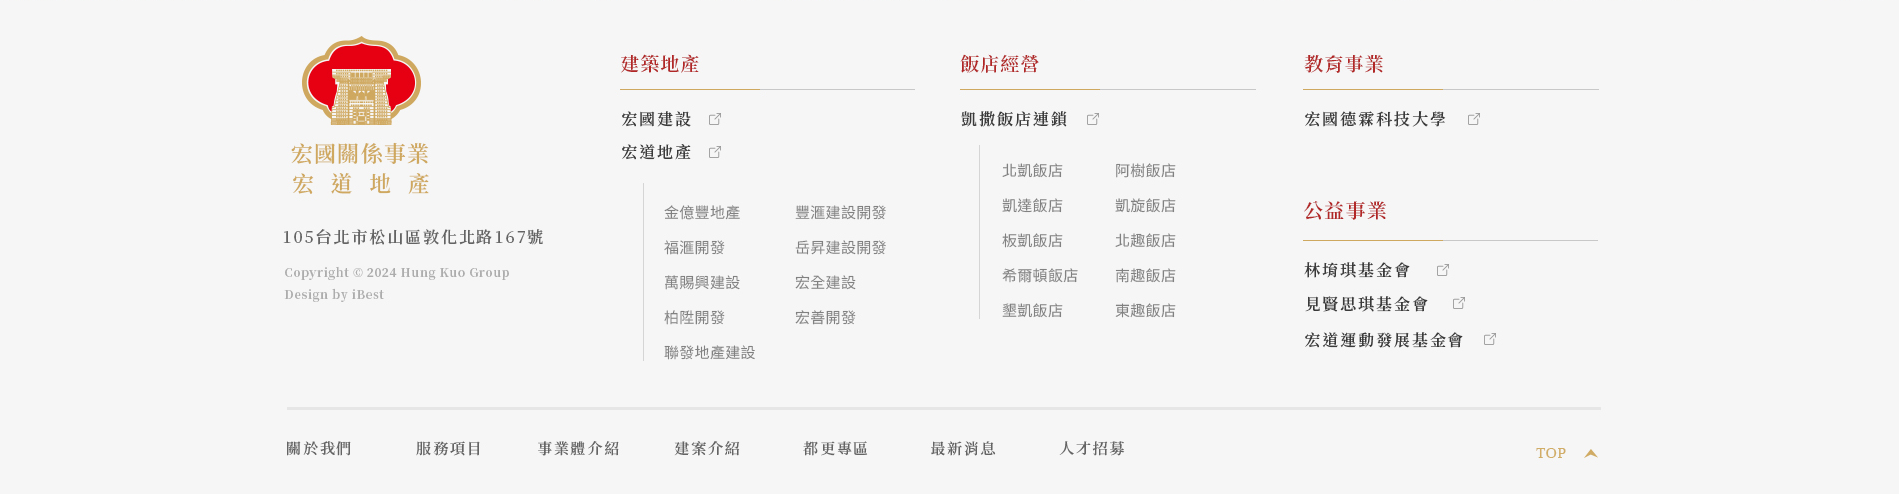 宏國關係事業
宏道地產
105台北市松山區敦化北路167號
Copyright © 2024 Hung Kuo Group
Design by iBest
建築地產
宏國建設
宏道地產
金億豐地產
豐滙建設開發
福滙開發
岳昇建設開發
萬賜興建設
宏全建設
柏陞開發
宏善開發
聯發地產建設
飯店經營
凱撒飯店連鎖
北凱飯店
阿樹飯店
凱達飯店
凱旋飯店
板凱飯店
北趣飯店
希爾頓飯店
南趣飯店
墾凱飯店
東趣飯店
教育事業
宏國德霖科技大學
公益事業
林堉琪基金會
見賢思琪基金會
宏道運動發展基金會
關於我們
服務項目
事業體介紹
建案介紹
都更專區
最新消息
人才招募
TOP